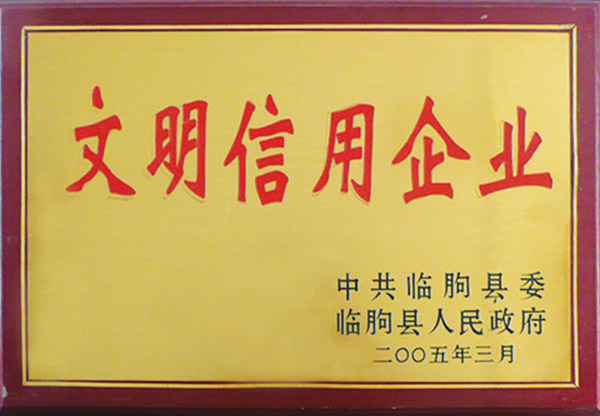 文明信用企业
中共临朐县委
临朐县人民政府
二〇〇五年三月